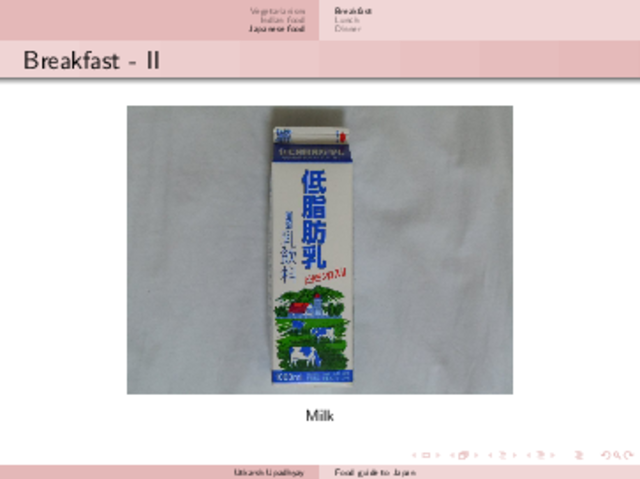 Vegetarianism
Indian food
Japanese food
Breakfast
Lunch
Dinner
Breakfast - II
低脂肪乳
1000ml
Milk
Utkarsh Upadhyay
Food guide to Japan